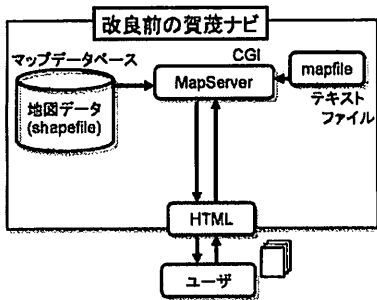 改良前の賀茂ナビ
マップデータベース
CGI
MapServer
mapfile
地図データ
(shapefile)
テキスト
ファイル
HTML
ユーザ